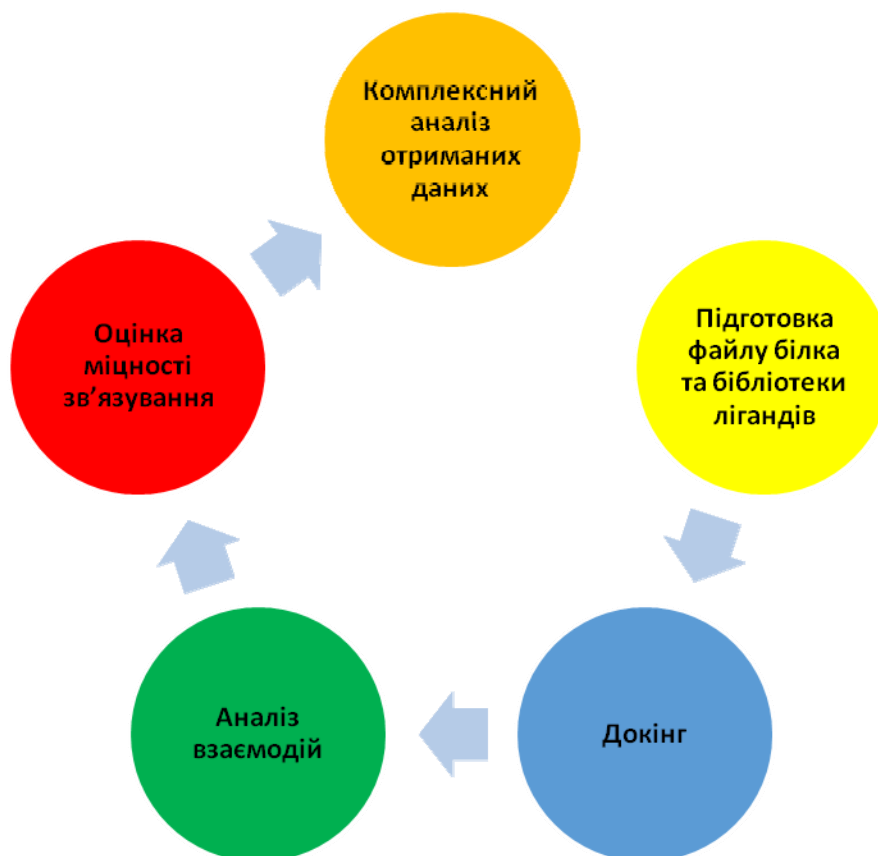 Комплексний
аналіз
отриманих
даних
Підготовка
файлу білка
та бібліотеки
лігандів
Докінг
Аналіз
взаємодій
Оцінка
міцності
зв’язування